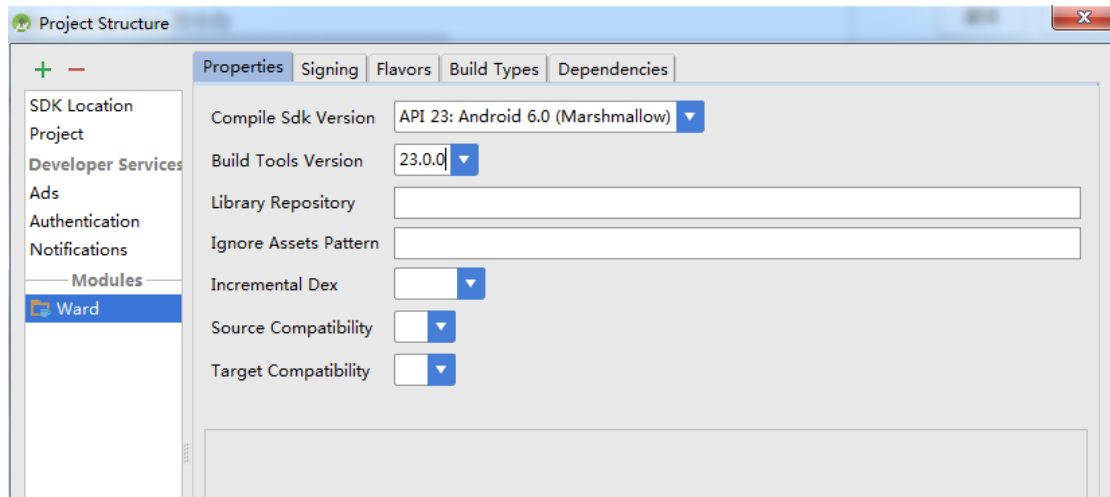 Project Structure
Properties Signing Flavors Build Types Dependencies
SDK Location
Project
Developer Services
Ads
Authentication
Notifications
Modules
Ward
Compile Sdk Version API 23: Android 6.0 (Marshmallow)
Build Tools Version 23.0.0
Library Repository
Ignore Assets Pattern
Incremental Dex
Source Compatibility
Target Compatibility